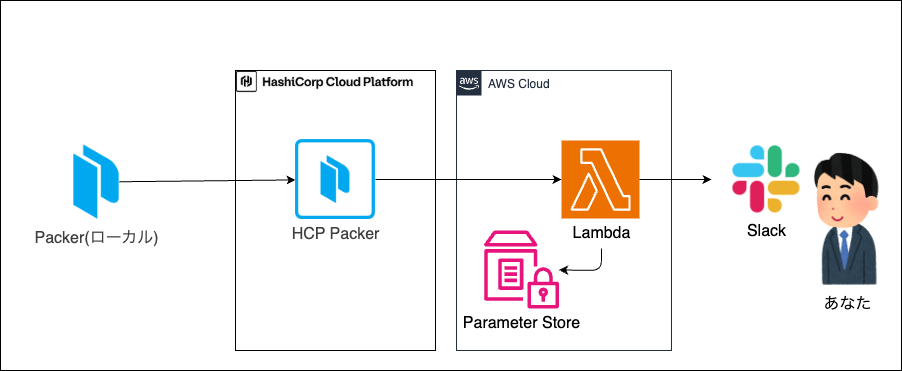 HashiCorp Cloud Platform
aws
AWS Cloud
Packer(ローカル)
HCP Packer
Lambda
Slack
Parameter Store
あなた